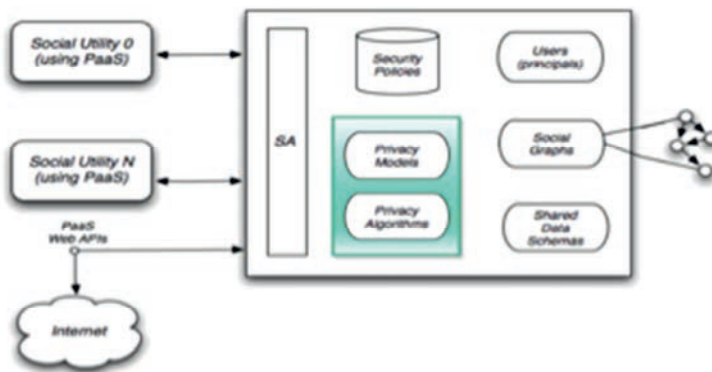 Social Utility 0
(using PaaS)
Social Utility N
(using PaaS)
PaaS
Web APIs
Internet
SA
Security
Policies
Privacy
Models
Privacy
Algorithms
Users
(principals)
Social
Graphs
Shared
Data
Schemas